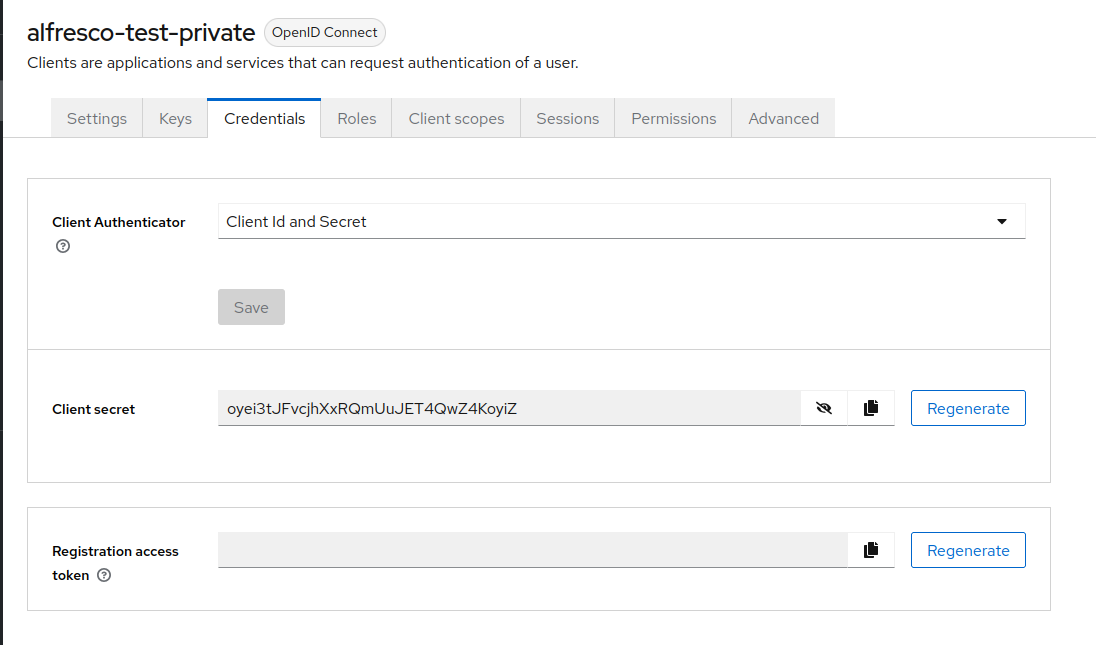 alfresco-test-private OpenID Connect
Clients are applications and services that can request authentication of a user.
Settings Keys Credentials Roles Client scopes Sessions Permissions Advanced
Client Authenticator Client Id and Secret
Save
Client secret oyei3tJFvcjhXxRQmUuJET4QwZ4KoyiZ Regenerate
Registration access Regenerate
token